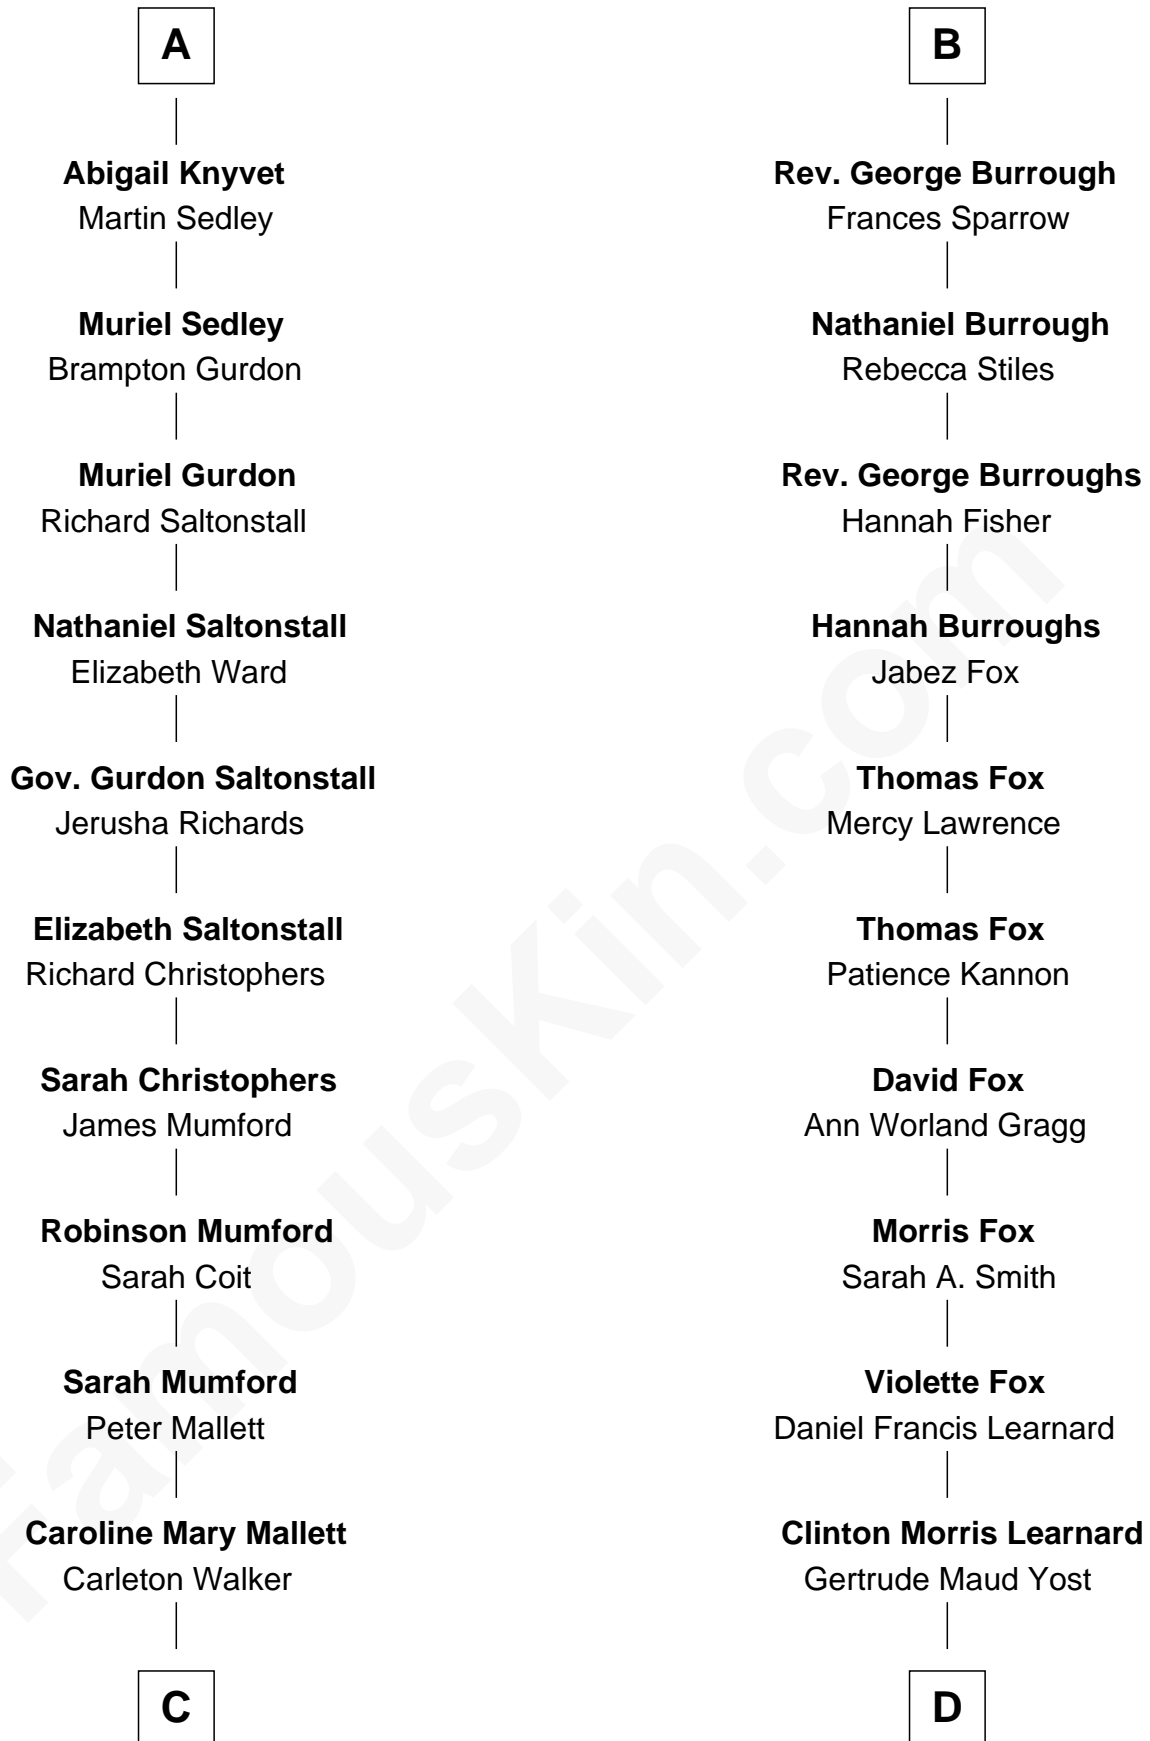 A
Abigail Knyvet
Martin Sedley
Muriel Sedley
Brampton Gurdon
Muriel Gurdon
Richard Saltonstall
Nathaniel Saltonstall
Elizabeth Ward
Gov. Gurdon Saltonstall
Jerusha Richards
Elizabeth Saltonstall
Richard Christophers
Sarah Christophers
James Mumford
Robinson Mumford
Sarah Coit
Sarah Mumford
Peter Mallett
Caroline Mary Mallett
Carleton Walker
C
B
Rev. George Burrough
Frances Sparrow
Nathaniel Burrough
Rebecca Stiles
Rev. George Burroughs
Hannah Fisher
Hannah Burroughs
Jabez Fox
Thomas Fox
Mercy Lawrence
Thomas Fox
Patience Kannon
David Fox
Ann Worland Gragg
Morris Fox
Sarah A. Smith
Violette Fox
Daniel Francis Learnard
Clinton Morris Learnard
Gertrude Maud Yost
D
FamousKin.com